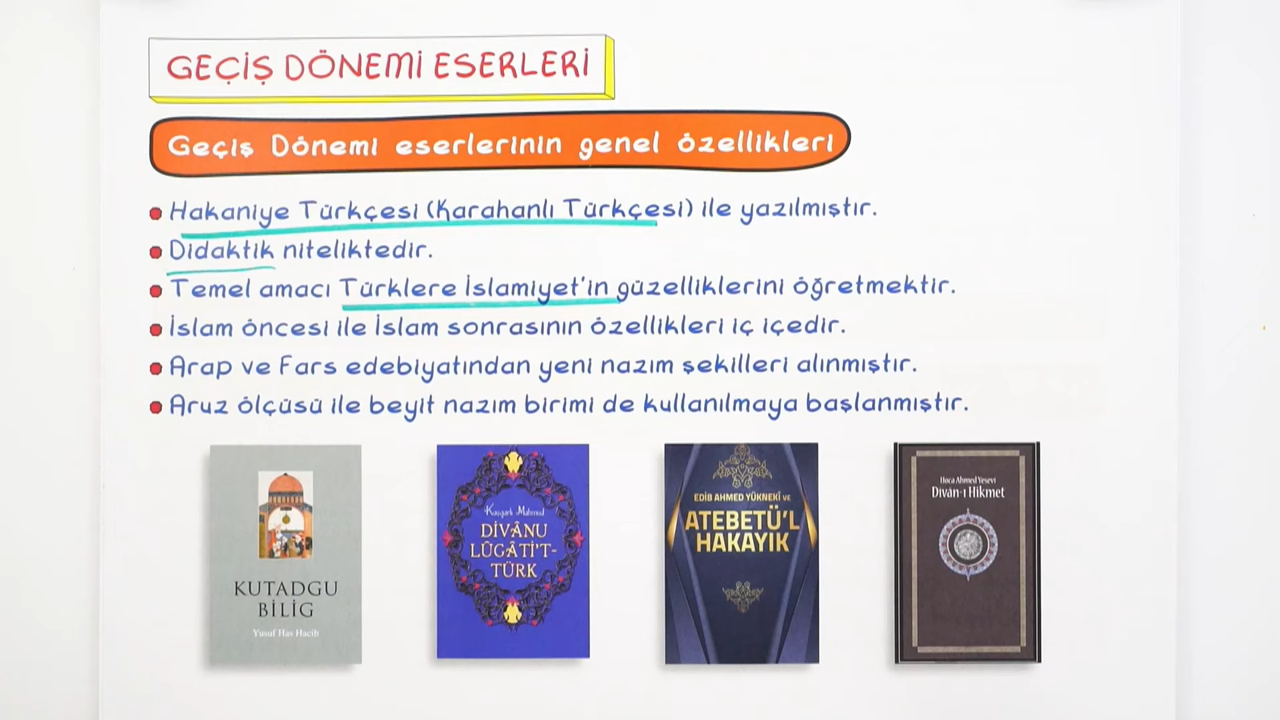 GEÇİŞ DÖNEMİ ESERLERİ
Geçiş Dönemi eserlerinin genel özellikleri
Hakaniye Türkçesi (Karahanlı Türkçesi) ile yazılmıştır.
Didaktik niteliktedir.
Temel amacı Türklere İslamiyet'in güzelliklerini öğretmektir.
İslam öncesi ile İslam sonrasının özellikleri iç içedir.
Arap ve Fars edebiyatından yeni nazım şekilleri alınmıştır.
Aruz ölçüsü ile beyit nazım birimi de kullanılmaya başlanmıştır.
KUTADGU
BİLİG
Yusuf Has Hacib
Kaşgarlı Mahmud
DİVÂNU
LÛGÂTİ'T-
TÜRK
EDİB AHMED YÜKNEKİ ve
ATEBETÜ'L
HAKAYIK
Hoca Ahmed Yesevi
Dîvân-ı Hikmet